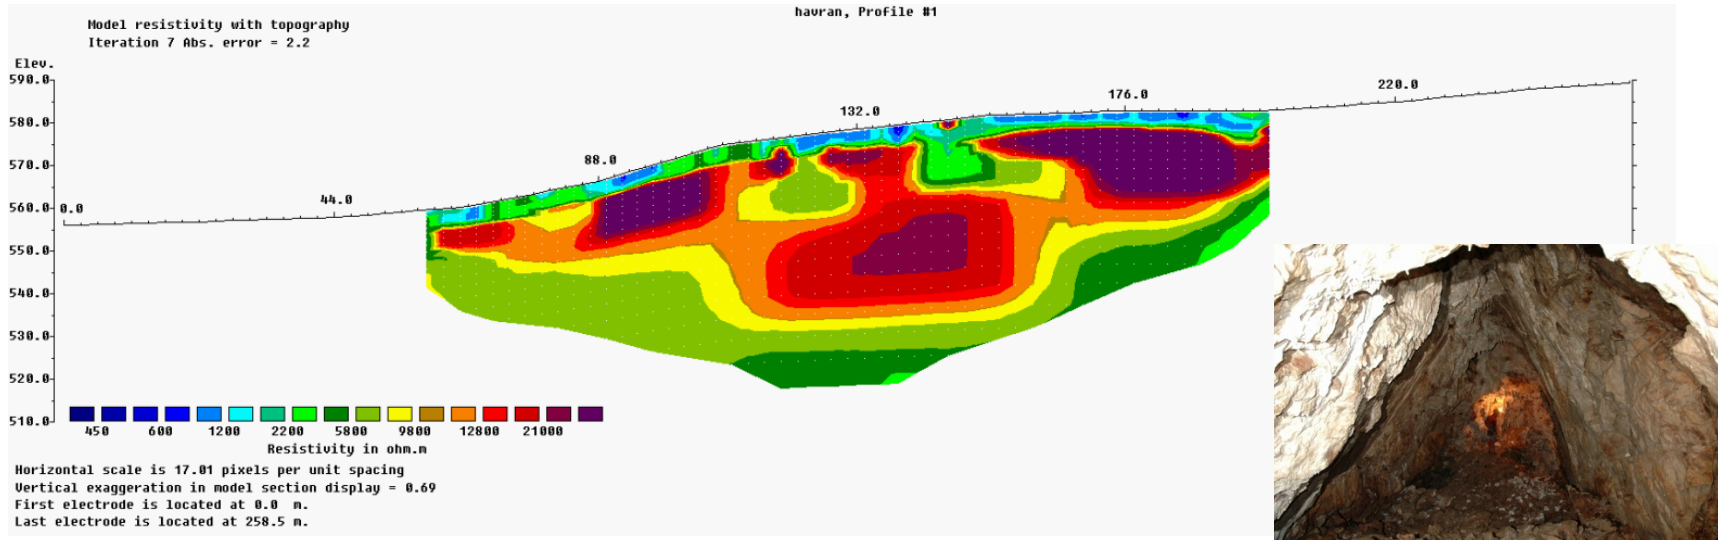 havran, Profile #1
Model resistivity with topography
Iteration 7 Abs. error = 2.2
Elev.
590.0
580.0
570.0
560.0
550.0
540.0
530.0
520.0
510.0
0.0
44.0
88.0
132.0
176.0
220.0
450 600 1200 2200 5800 9800 12800 21000
Resistivity in ohm.m
Horizontal scale is 17.01 pixels per unit spacing
Vertical exaggeration in model section display = 0.69
First electrode is located at 0.0 m.
Last electrode is located at 258.5 m.